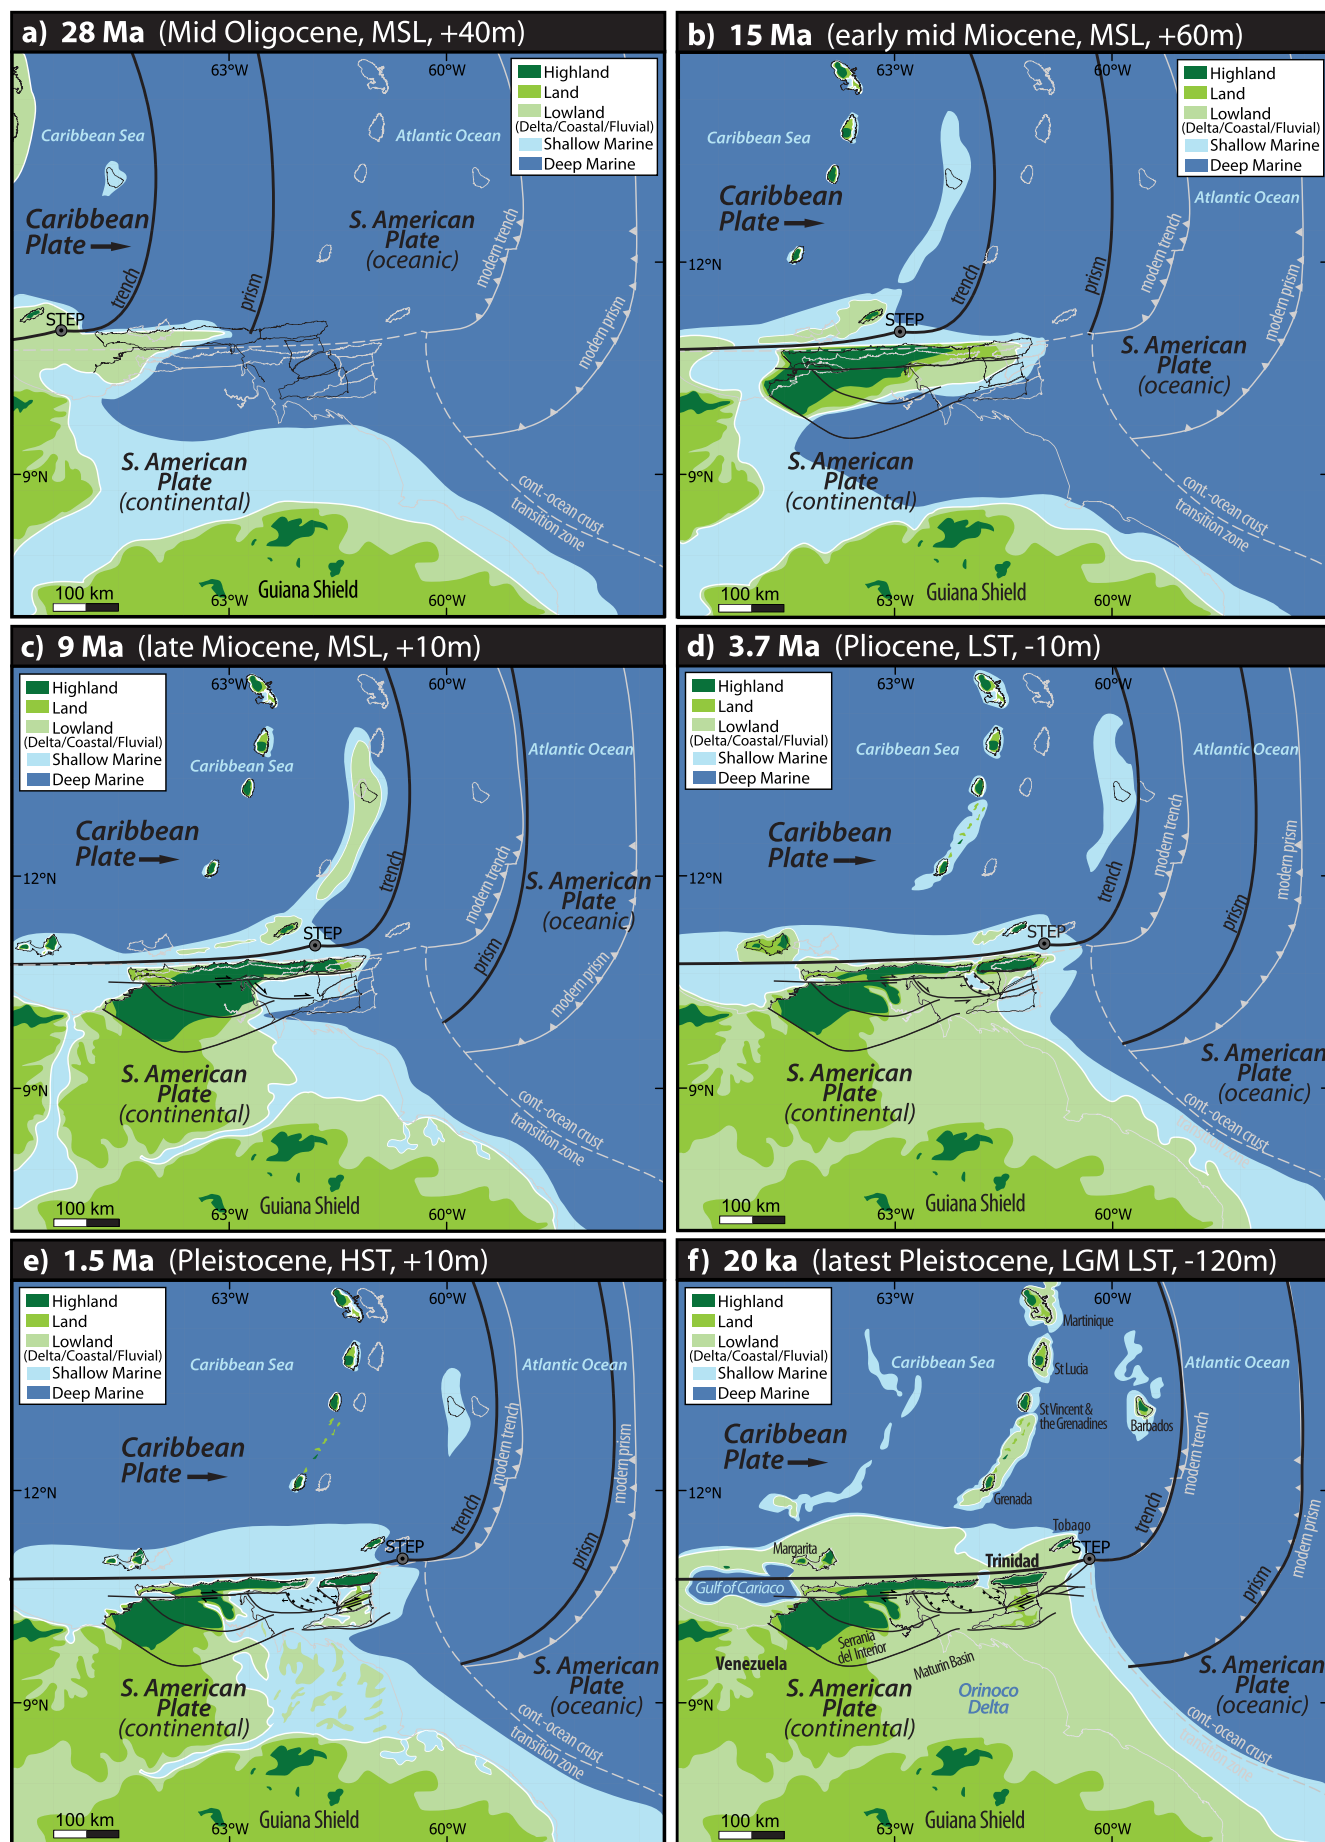 a) 28 Ma (Mid Oligocene, MSL, +40m)
63°W
60°W
Highland
Land
Lowland
(Delta/Coastal/Fluvial)
Shallow Marine
Deep Marine
Caribbean Sea
Atlantic Ocean
Caribbean
Plate
S. American
Plate
(oceanic)
trench
prism
modern trench
modern prism
STEP
9°N
S. American
Plate
(continental)
cont.-ocean crust
transition zone
Guiana Shield
100 km
63°W
60°W
b) 15 Ma (early mid Miocene, MSL, +60m)
63°W
60°W
Highland
Land
Lowland
(Delta/Coastal/Fluvial)
Shallow Marine
Deep Marine
Caribbean Sea
Atlantic Ocean
Caribbean
Plate
12°N
trench
prism
modern trench
modern prism
STEP
S. American
Plate
(oceanic)
9°N
S. American
Plate
(continental)
cont.-ocean crust
transition zone
Guiana Shield
100 km
63°W
60°W
c) 9 Ma (late Miocene, MSL, +10m)
63°W
60°W
Highland
Land
Lowland
(Delta/Coastal/Fluvial)
Shallow Marine
Deep Marine
Caribbean Sea
Atlantic Ocean
Caribbean
Plate
12°N
trench
modern trench
S. American
Plate
(oceanic)
STEP
prism
modern prism
9°N
S. American
Plate
(continental)
cont.-ocean crust
transition zone
Guiana Shield
100 km
63°W
60°W
d) 3.7 Ma (Pliocene, LST, -10m)
63°W
60°W
Highland
Land
Lowland
(Delta/Coastal/Fluvial)
Shallow Marine
Deep Marine
Caribbean Sea
Atlantic Ocean
Caribbean
Plate
12°N
trench
modern trench
modern prism
prism
STEP
S. American
Plate
(oceanic)
9°N
S. American
Plate
(continental)
cont.-ocean crust
transition zone
Guiana Shield
100 km
63°W
60°W
e) 1.5 Ma (Pleistocene, HST, +10m)
63°W
60°W
Highland
Land
Lowland
(Delta/Coastal/Fluvial)
Shallow Marine
Deep Marine
Caribbean Sea
Atlantic Ocean
Caribbean
Plate
12°N
trench
modern trench
modern prism
prism
STEP
S. American
Plate
(oceanic)
9°N
S. American
Plate
(continental)
cont.-ocean crust
transition zone
Guiana Shield
100 km
63°W
60°W
f) 20 ka (latest Pleistocene, LGM LST, -120m)
63°W
60°W
Highland
Land
Lowland
(Delta/Coastal/Fluvial)
Shallow Marine
Deep Marine
Martinique
Caribbean Sea
St Lucia
Atlantic Ocean
St Vincent &
the Grenadines
Barbados
Caribbean
Plate
12°N
Grenada
trench
modern trench
modern prism
prism
Tobago
STEP
Margarita
Trinidad
Gulf of Cariaco
Serrania
del Interior
Venezuela
Maturin Basin
Orinoco
Delta
S. American
Plate
(oceanic)
9°N
S. American
Plate
(continental)
cont.-ocean crust
transition zone
Guiana Shield
100 km
63°W
60°W